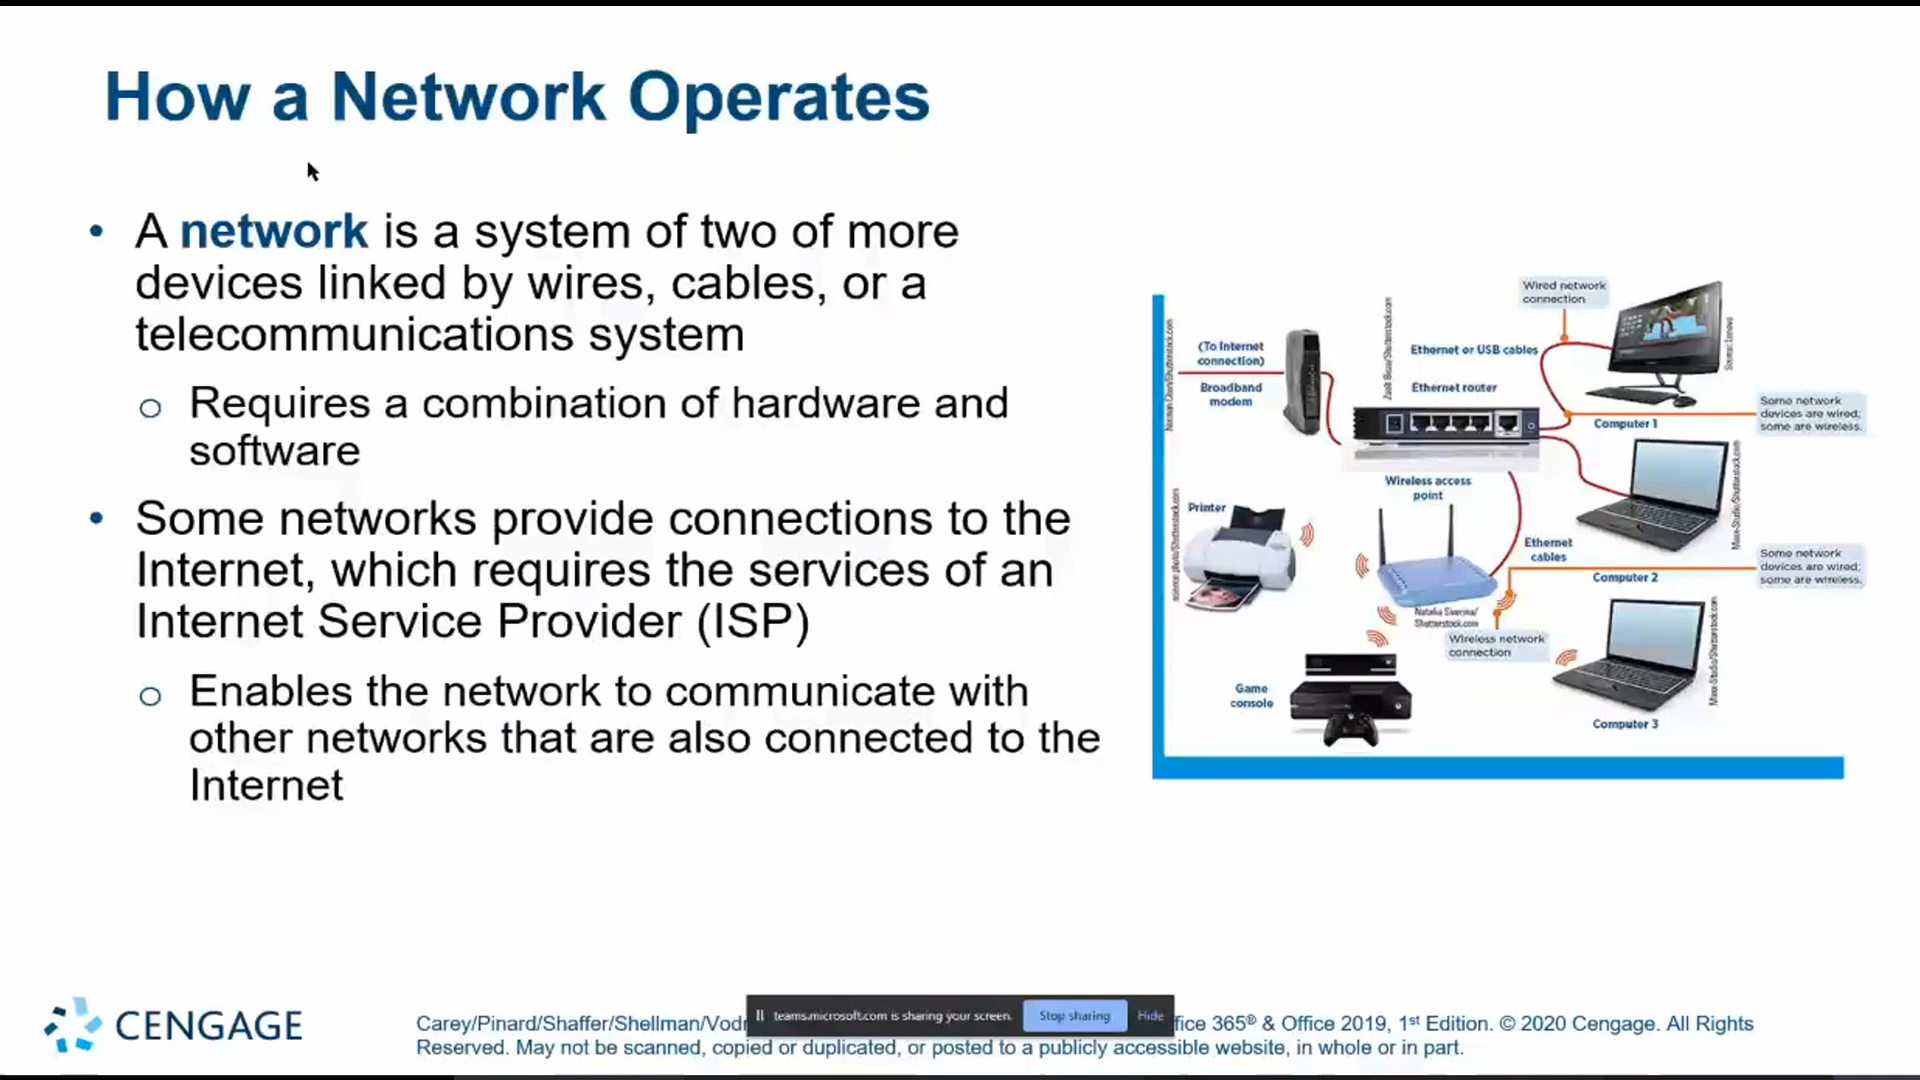 How a Network Operates
• A network is a system of two of more
devices linked by wires, cables, or a
telecommunications system
o Requires a combination of hardware and
software
• Some networks provide connections to the
Internet, which requires the services of an
Internet Service Provider (ISP)
o Enables the network to communicate with
other networks that are also connected to the
Internet
Wired network
connection
(To Internet
connection)
Broadband
modem
Ethernet or USB cables
Ethernet router
Source: Lenovo
Computer 1
Some network
devices are wired;
some are wireless.
Wireless access
point
Printer
Ethernet
cables
Computer 2
Some network
devices are wired;
some are wireless.
Shutterstock.com
Wireless network
connection
Game
console
Computer 3
CENGAGE
teams.microsoft.com is sharing your screen.
Stop sharing
Hide
Carey/Pinard/Shaffer/Shellman/Vod
fice 365® & Office 2019, 1st Edition. © 2020 Cengage. All Rights
Reserved. May not be scanned, copied or duplicated, or posted to a publicly accessible website, in whole or in part.